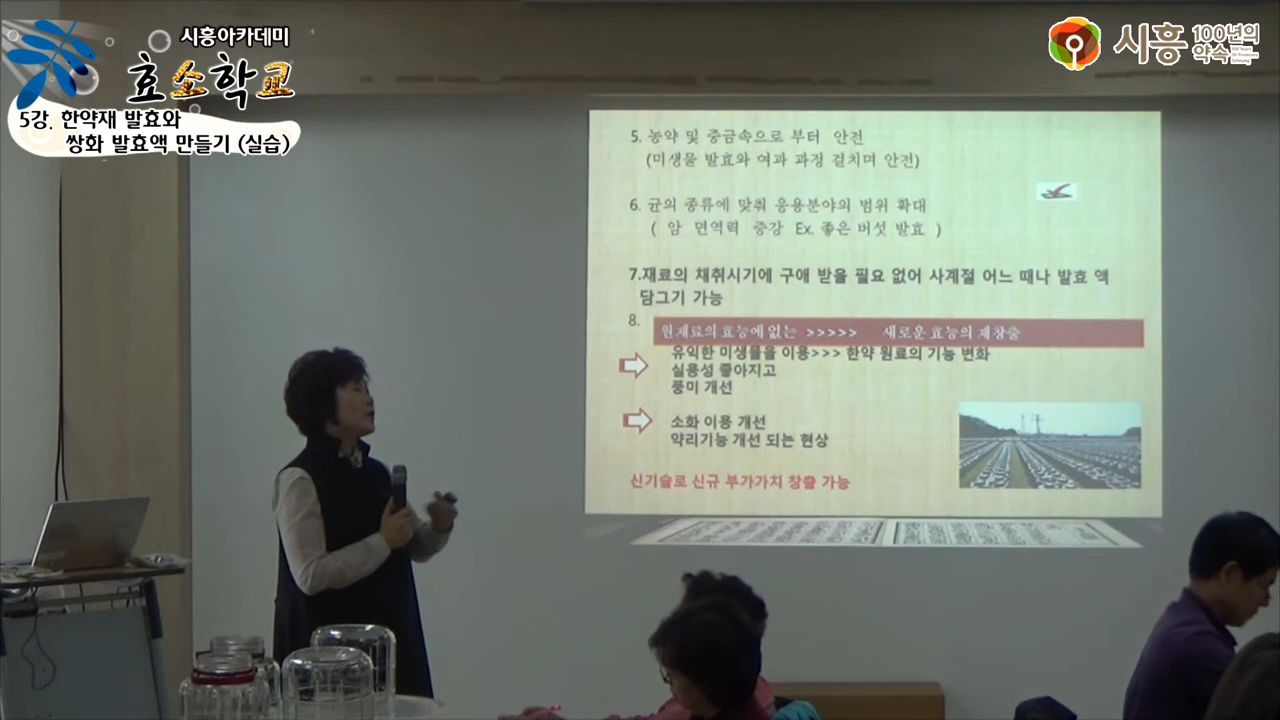 시흥아카데미
효소학교
5강. 한약재 발효와
쌍화 발효액 만들기 (실습)
시흥 100년의
약속
5. 농약 및 중금속으로 부터 안전
(미생물 발효와 여과 과정 걸치며 안전)
6. 균의 종류에 맞춰 응용분야의 범위 확대
( 암 면역력 증강 Ex. 좋은 버섯 발효 )
7.재료의 채취시기에 구애 받을 필요 없어 사계절 어느 때나 발효 액
담그기 가능
8.
원재료의 효능에 없는 >>>>> 새로운 효능의 재창출
유익한 미생물을 이용>>> 한약 원료의 기능 변화
실용성 좋아지고
풍미 개선
소화 이용 개선
약리기능 개선 되는 현상
신기술로 신규 부가가치 창출 가능